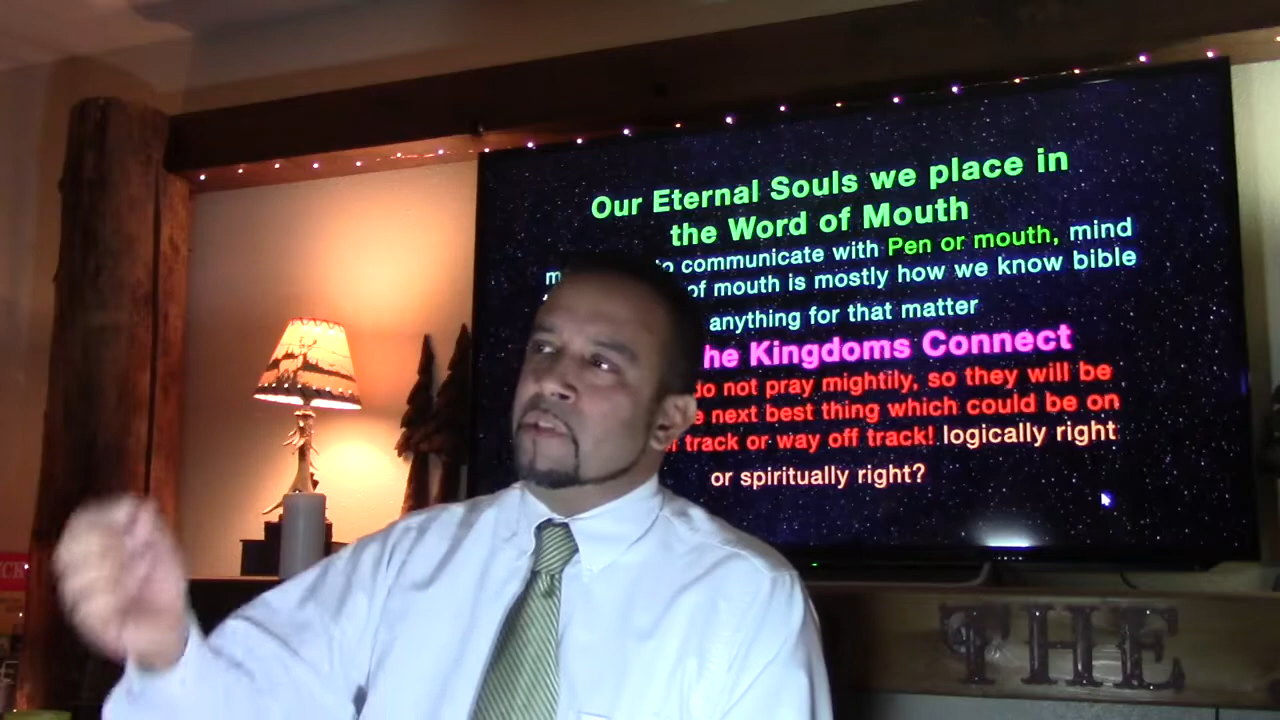 Our Eternal Souls we place in
the Word of Mouth
to communicate with Pen or mouth, mind
of mouth is mostly how we know bible
anything for that matter
he Kingdoms Connect
do not pray mightily, so they will be
next best thing which could be on
track or way off track! logically right
or spiritually right?
THE